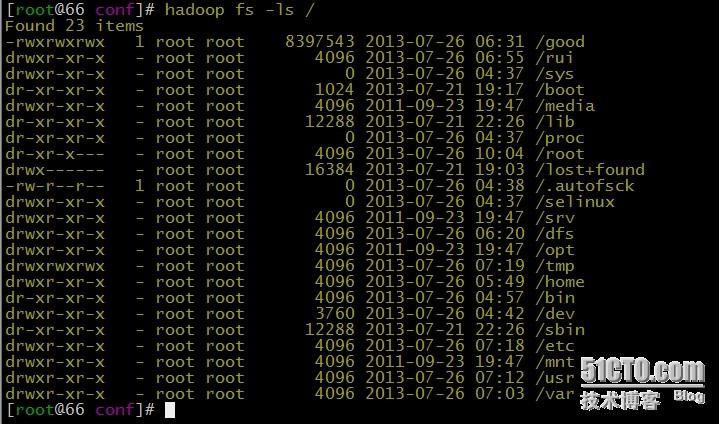 [root@66 conf]# hadoop fs -ls /
Found 23 items
-rwxrwxrwx   1 root root    8397543 2013-07-26 06:31 /good
drwxr-xr-x   - root root       4096 2013-07-26 06:55 /rui
drwxr-xr-x   - root root          0 2013-07-26 04:37 /sys
dr-xr-xr-x   - root root       1024 2013-07-21 19:17 /boot
drwxr-xr-x   - root root       4096 2011-09-23 19:47 /media
dr-xr-xr-x   - root root      12288 2013-07-21 22:26 /lib
dr-xr-xr-x   - root root          0 2013-07-26 04:37 /proc
dr-xr-x---   - root root       4096 2013-07-26 10:04 /root
drwx------   - root root      16384 2013-07-21 19:03 /lost+found
-rw-r--r--   1 root root          0 2013-07-26 04:38 /.autofsck
drwxr-xr-x   - root root          0 2013-07-26 04:37 /selinux
drwxr-xr-x   - root root       4096 2011-09-23 19:47 /srv
drwxr-xr-x   - root root       4096 2013-07-26 06:20 /dfs
drwxr-xr-x   - root root       4096 2011-09-23 19:47 /opt
drwxrwxrwx   - root root       4096 2013-07-26 07:19 /tmp
drwxr-xr-x   - root root       4096 2013-07-26 05:49 /home
dr-xr-xr-x   - root root       4096 2013-07-26 04:57 /bin
drwxr-xr-x   - root root       3760 2013-07-26 04:42 /dev
dr-xr-xr-x   - root root      12288 2013-07-21 22:26 /sbin
drwxr-xr-x   - root root       4096 2013-07-26 07:18 /etc
drwxr-xr-x   - root root       4096 2011-09-23 19:47 /mnt
drwxr-xr-x   - root root       4096 2013-07-26 07:12 /usr
drwxr-xr-x   - root root       4096 2013-07-26 07:03 /var
[root@66 conf]#
51CTO.com
技术博客 Blog